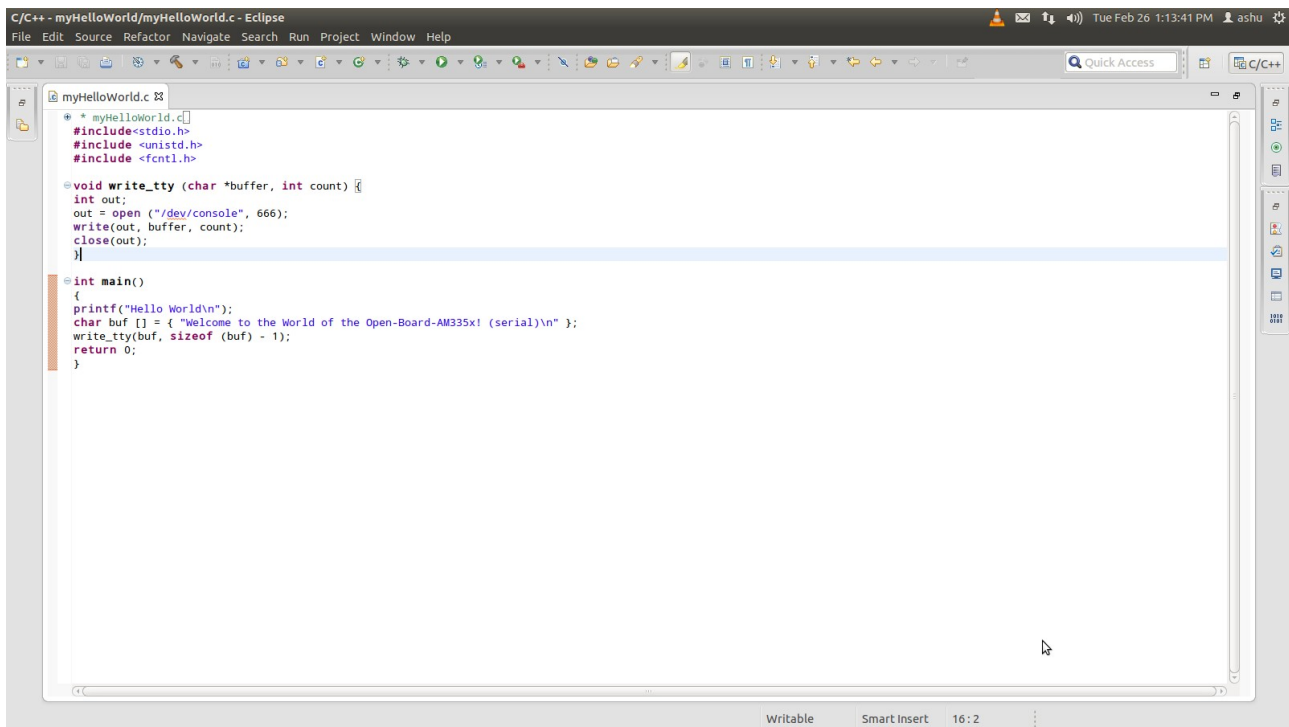 C/C++ - myHelloWorld/myHelloWorld.c - Eclipse
Tue Feb 26 1:13:41 PM ashu
File Edit Source Refactor Navigate Search Run Project Window Help
Quick Access C/C++
myHelloWorld.c
* myHelloWorld.c
#include<stdio.h>
#include <unistd.h>
#include <fcntl.h>
void write_tty (char *buffer, int count) {
int out;
out = open ("/dev/console", 666);
write(out, buffer, count);
close(out);
}
int main()
{
printf("Hello World\n");
char buf [] = { "Welcome to the World of the Open-Board-AM335x! (serial)\n" };
write_tty(buf, sizeof (buf) - 1);
return 0;
}
Writable Smart Insert 16 : 2